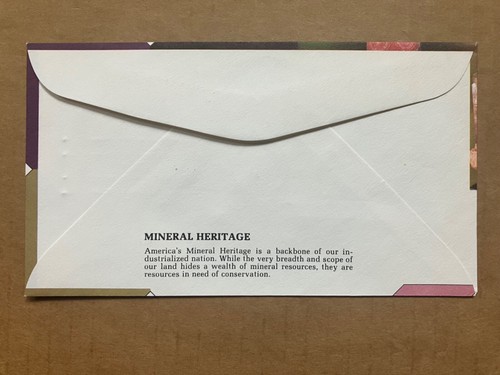 MINERAL HERITAGE
America's Mineral Heritage is a backbone of our in-
dustrialized nation. While the very breadth and scope of
our land hides a wealth of mineral resources, they are
resources in need of conservation.